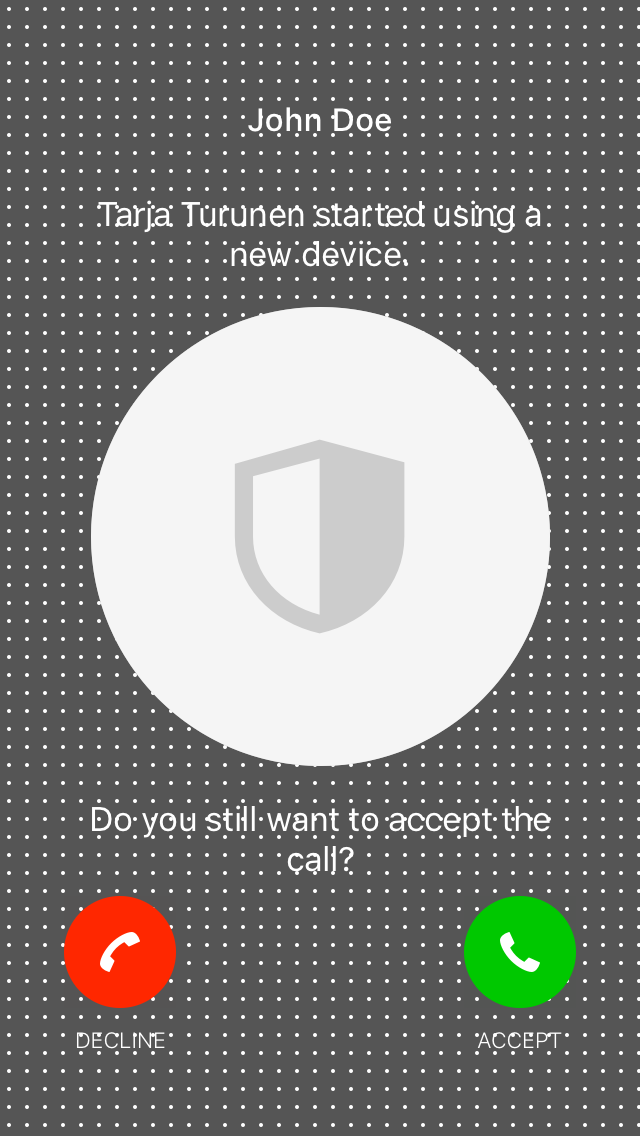 John Doe
Tarja Turunen started using a
new device.
Do you still want to accept the
call?
DECLINE
ACCEPT